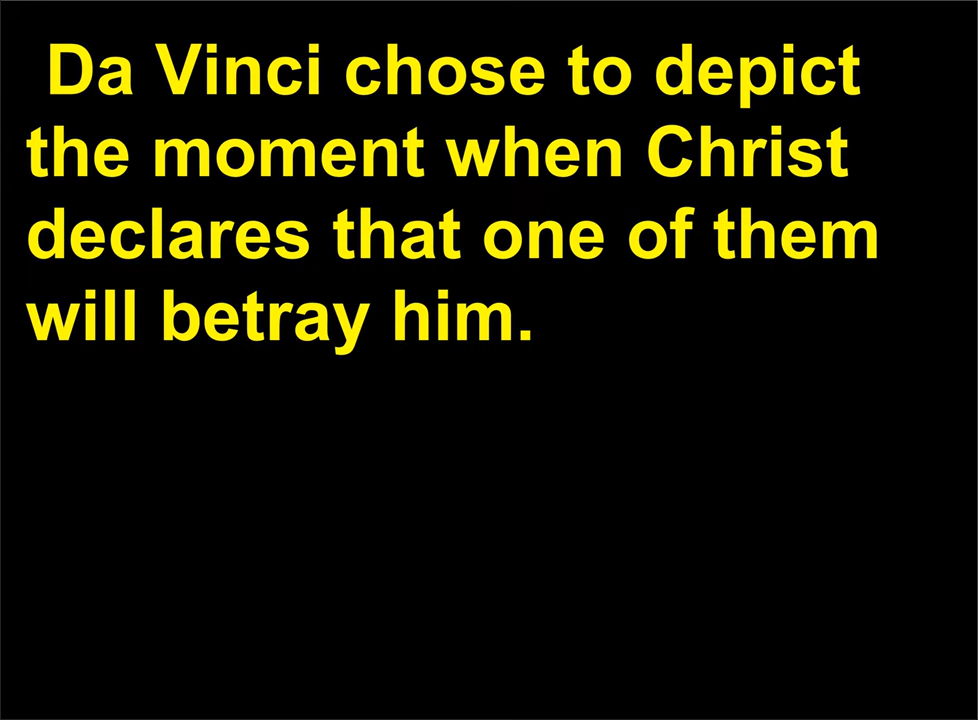 Da Vinci chose to depict
the moment when Christ
declares that one of them
will betray him.